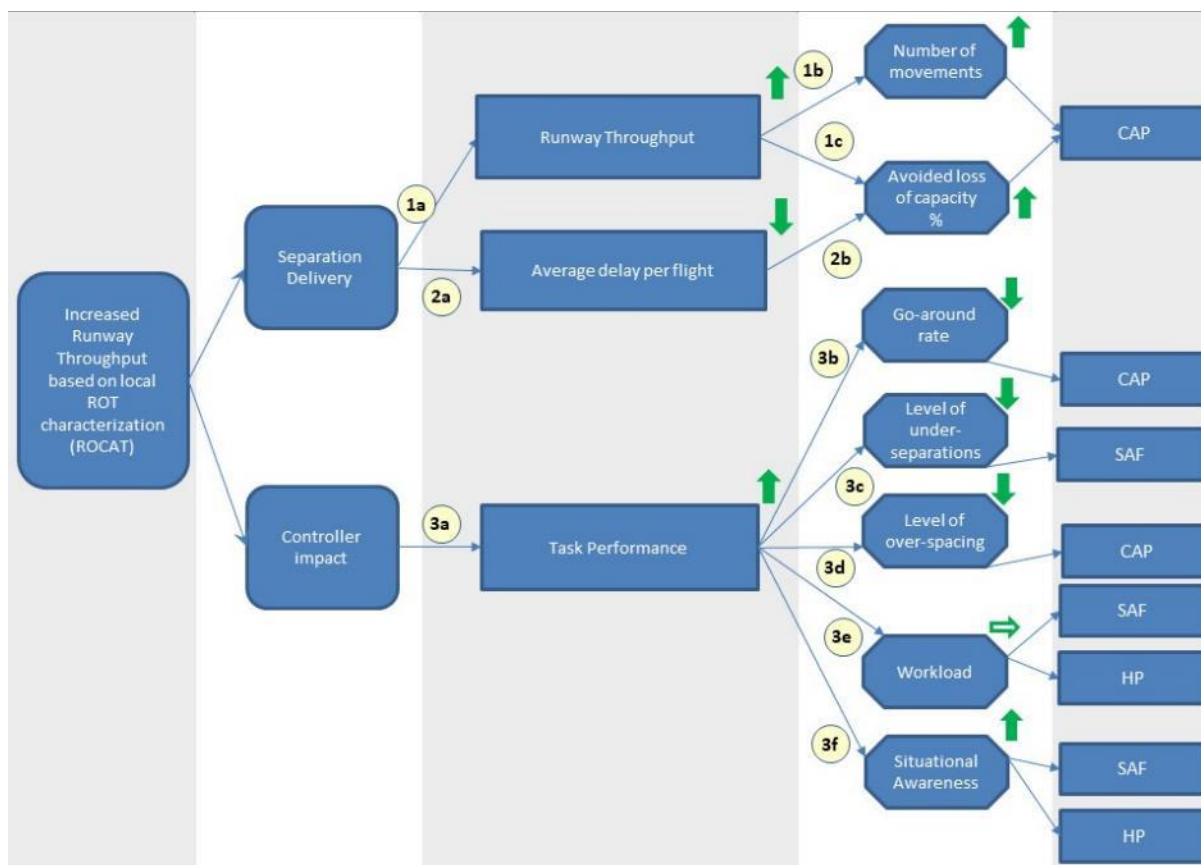 Increased
Runway
Throughput
based on local
ROT
characterization
(ROCAT)
Separation
Delivery
Controller
impact
1a
2a
3a
Runway Throughput
Average delay per flight
Task Performance
1b
1c
2b
3b
3c
3d
3e
3f
Number of
movements
Avoided loss
of capacity
%
Go-around
rate
Level of
under-
separations
Level of
over-spacing
Workload
Situational
Awareness
CAP
CAP
SAF
CAP
SAF
HP
SAF
HP